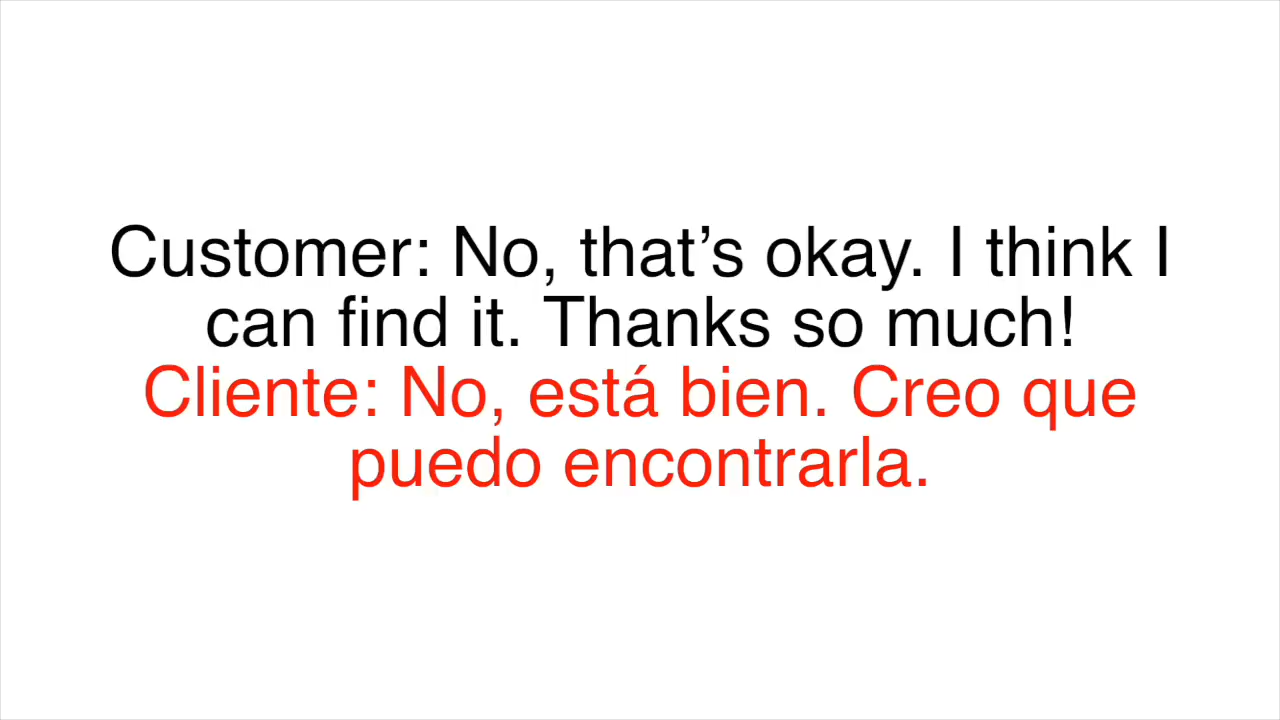 Customer: No, that’s okay. I think I
can find it. Thanks so much!
Cliente: No, está bien. Creo que
puedo encontrarla.